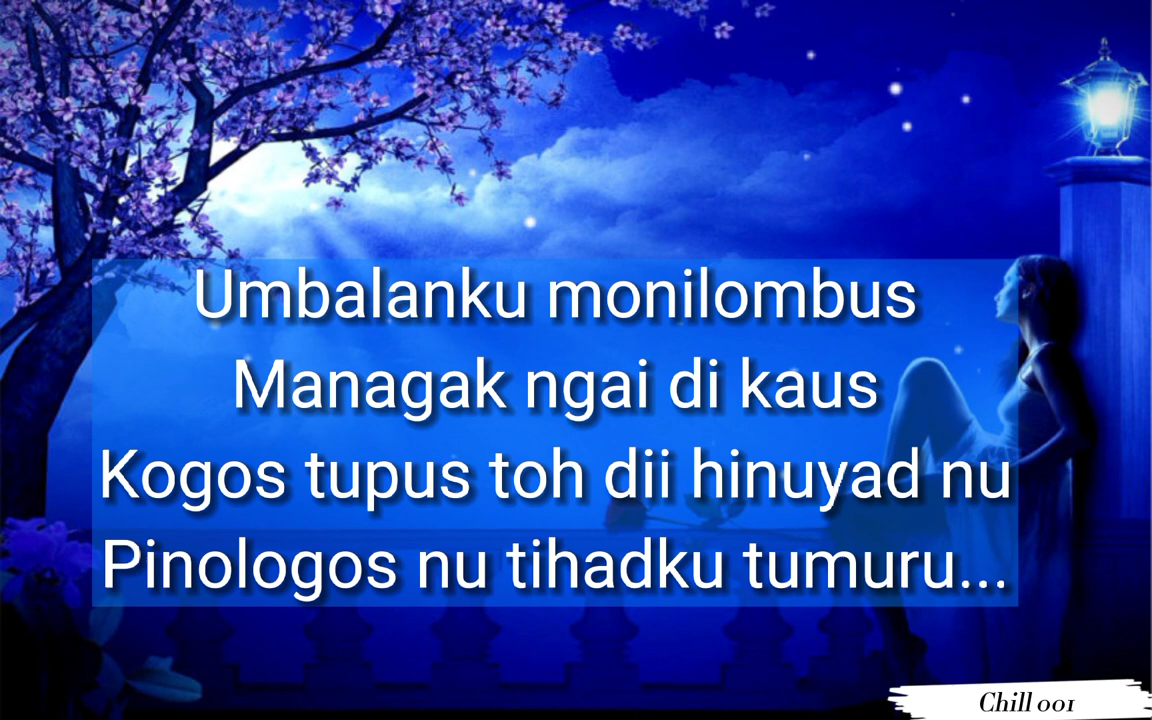 Umbalanku monilombus
Managak ngai di kaus
Kogos tupus toh dii hinuyad nu
Pinologos nu tihadku tumuru...
Chill 001